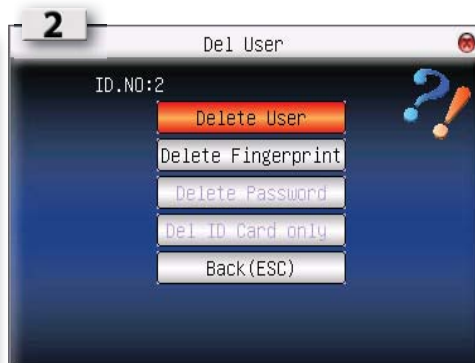 2
Del User
ID.NO:2
Delete User
Delete Fingerprint
Delete Password
Del ID Card only
Back(ESC)